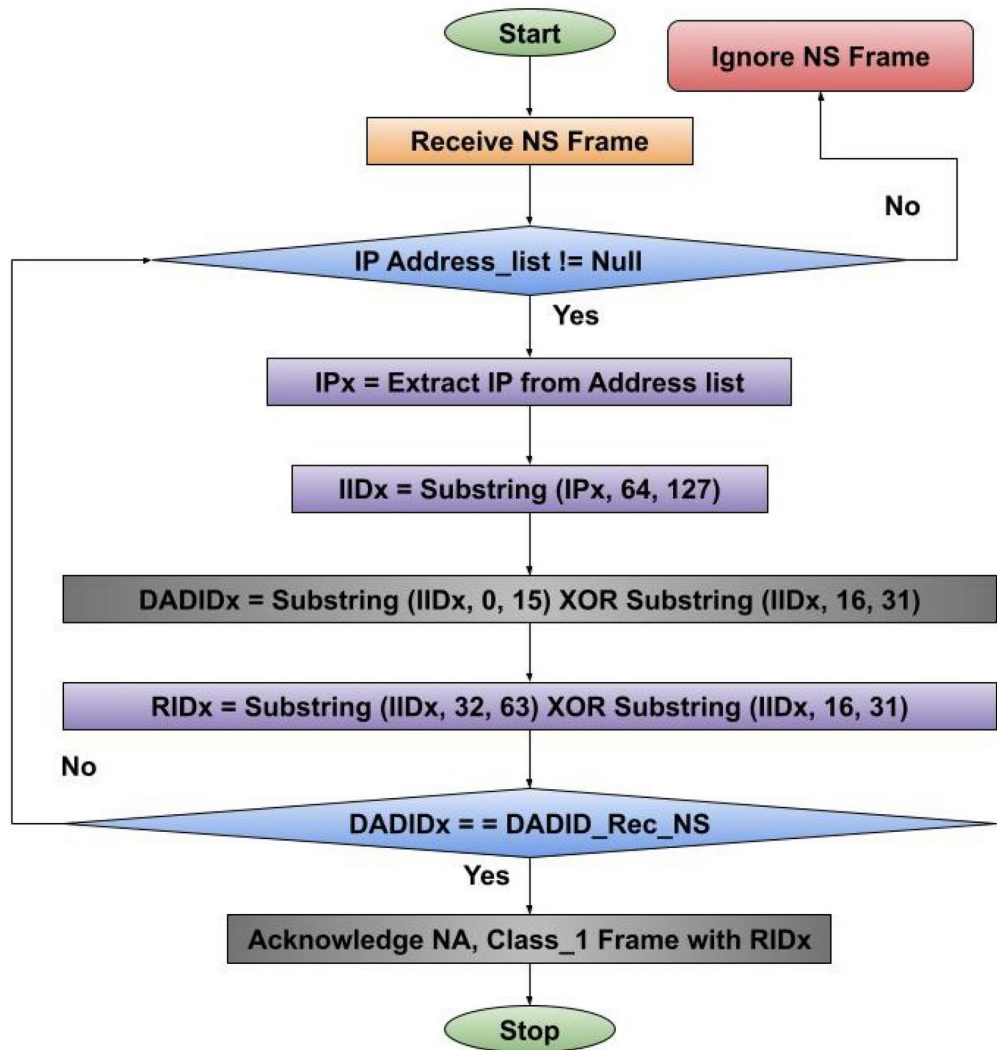 Start
Ignore NS Frame
Receive NS Frame
No
IP Address_list != Null
Yes
IPx = Extract IP from Address list
IIDx = Substring (IPx, 64, 127)
DADIDx = Substring (IIDx, 0, 15) XOR Substring (IIDx, 16, 31)
RIDx = Substring (IIDx, 32, 63) XOR Substring (IIDx, 16, 31)
No
DADIDx = = DADID_Rec_NS
Yes
Acknowledge NA, Class_1 Frame with RIDx
Stop